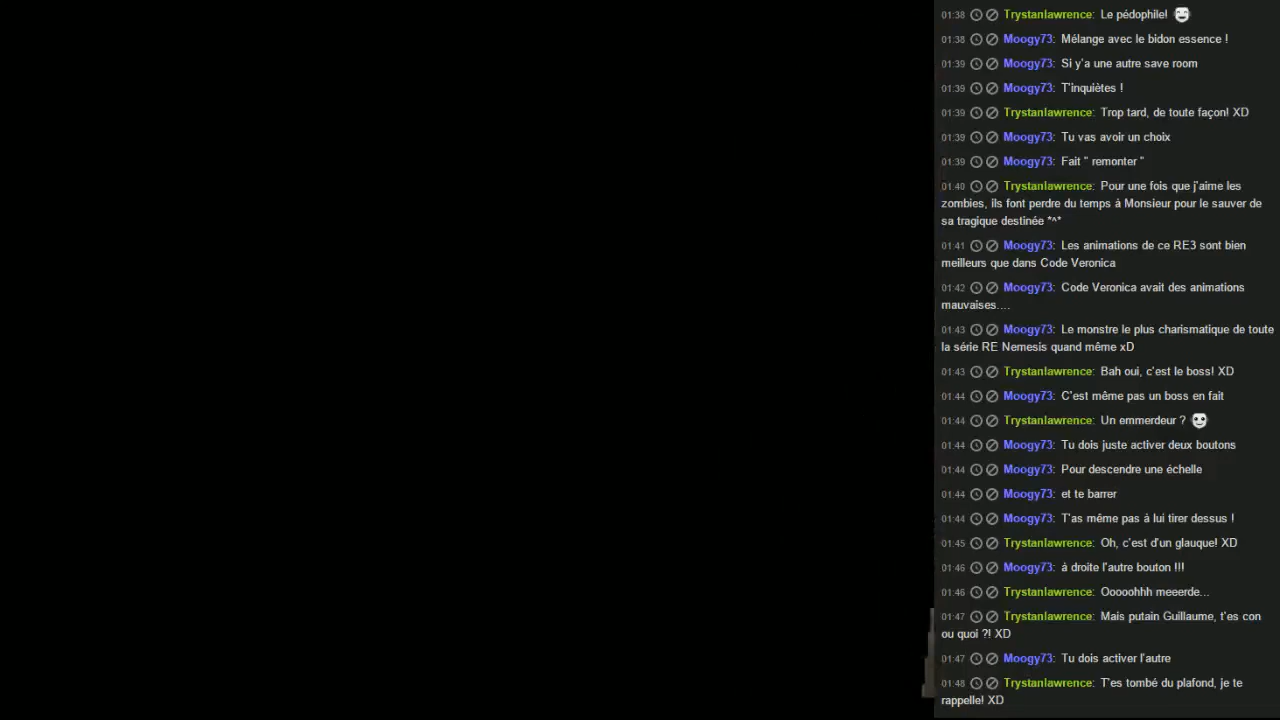 01:38 Trystanlawrence: Le pédophile!
01:38 Moogy73: Mélange avec le bidon essence !
01:39 Moogy73: Si y'a une autre save room
01:39 Moogy73: T'inquiètes !
01:39 Trystanlawrence: Trop tard, de toute façon! XD
01:39 Moogy73: Tu vas avoir un choix
01:39 Moogy73: Fait " remonter "
01:40 Trystanlawrence: Pour une fois que j'aime les
zombies, ils font perdre du temps à Monsieur pour le sauver de
sa tragique destinée *^*
01:41 Moogy73: Les animations de ce RE3 sont bien
meilleurs que dans Code Veronica
01:42 Moogy73: Code Veronica avait des animations
mauvaises....
01:43 Moogy73: Le monstre le plus charismatique de toute
la série RE Nemesis quand même xD
01:43 Trystanlawrence: Bah oui, c'est le boss! XD
01:44 Moogy73: C'est même pas un boss en fait
01:44 Trystanlawrence: Un emmerdeur ?
01:44 Moogy73: Tu dois juste activer deux boutons
01:44 Moogy73: Pour descendre une échelle
01:44 Moogy73: et te barrer
01:44 Moogy73: T'as même pas à lui tirer dessus !
01:45 Trystanlawrence: Oh, c'est d'un glauque! XD
01:46 Moogy73: à droite l'autre bouton !!!
01:46 Trystanlawrence: Ooooohhh meeerde...
01:47 Trystanlawrence: Mais putain Guillaume, t'es con
ou quoi ?! XD
01:47 Moogy73: Tu dois activer l'autre
01:48 Trystanlawrence: T'es tombé du plafond, je te
rappelle! XD